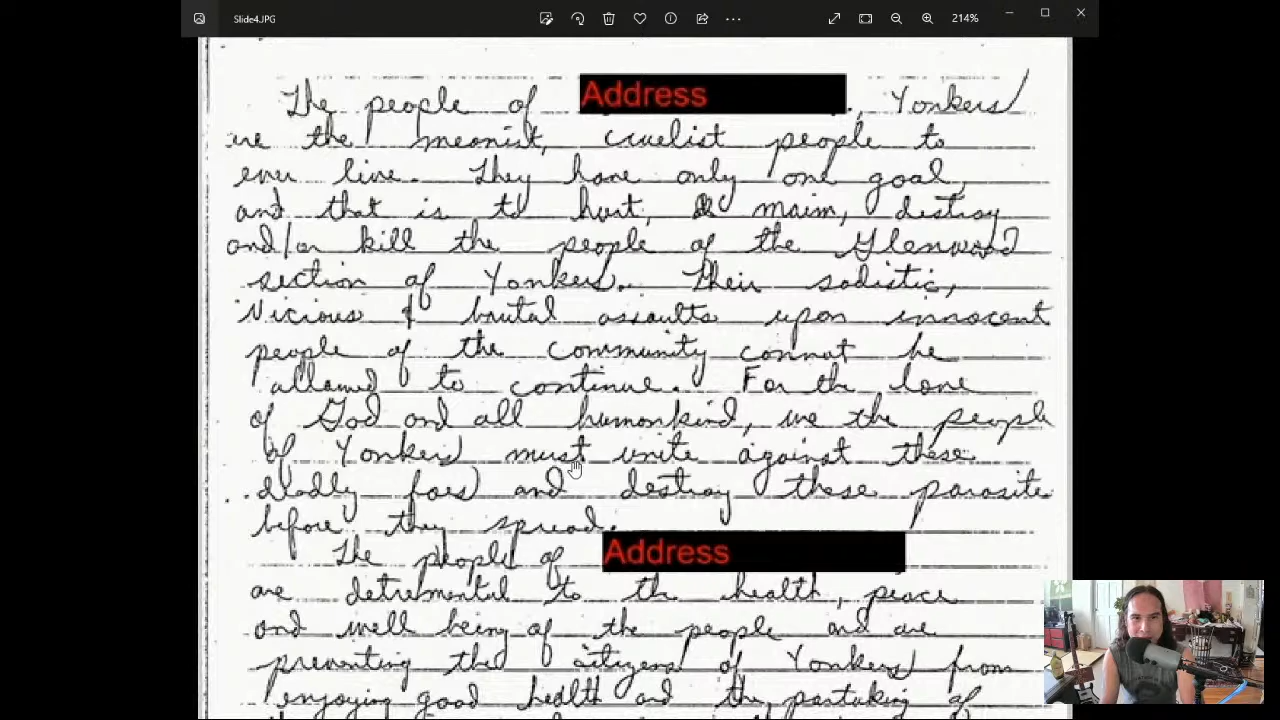 Slide4.JPG
214%
The people of Address, Yonkers
are the meanist, cruelist people to
ever live. They have only one goal,
and that is to hurt, maim, destroy
and/or kill the people of the Glenwood
section of Yonkers. Their sadistic,
Vicious & brutal assaults upon innocent
people of the community cannot be
allowed to continue. For the love
of God and all humankind, we the people
of Yonkers must unite against these
deadly foes and destroy these parasites
before they spread.
The people of Address
are detremental to the health, peace
and well being of the people and are
preventing the citizens of Yonkers from
enjoying good health and the partaking of